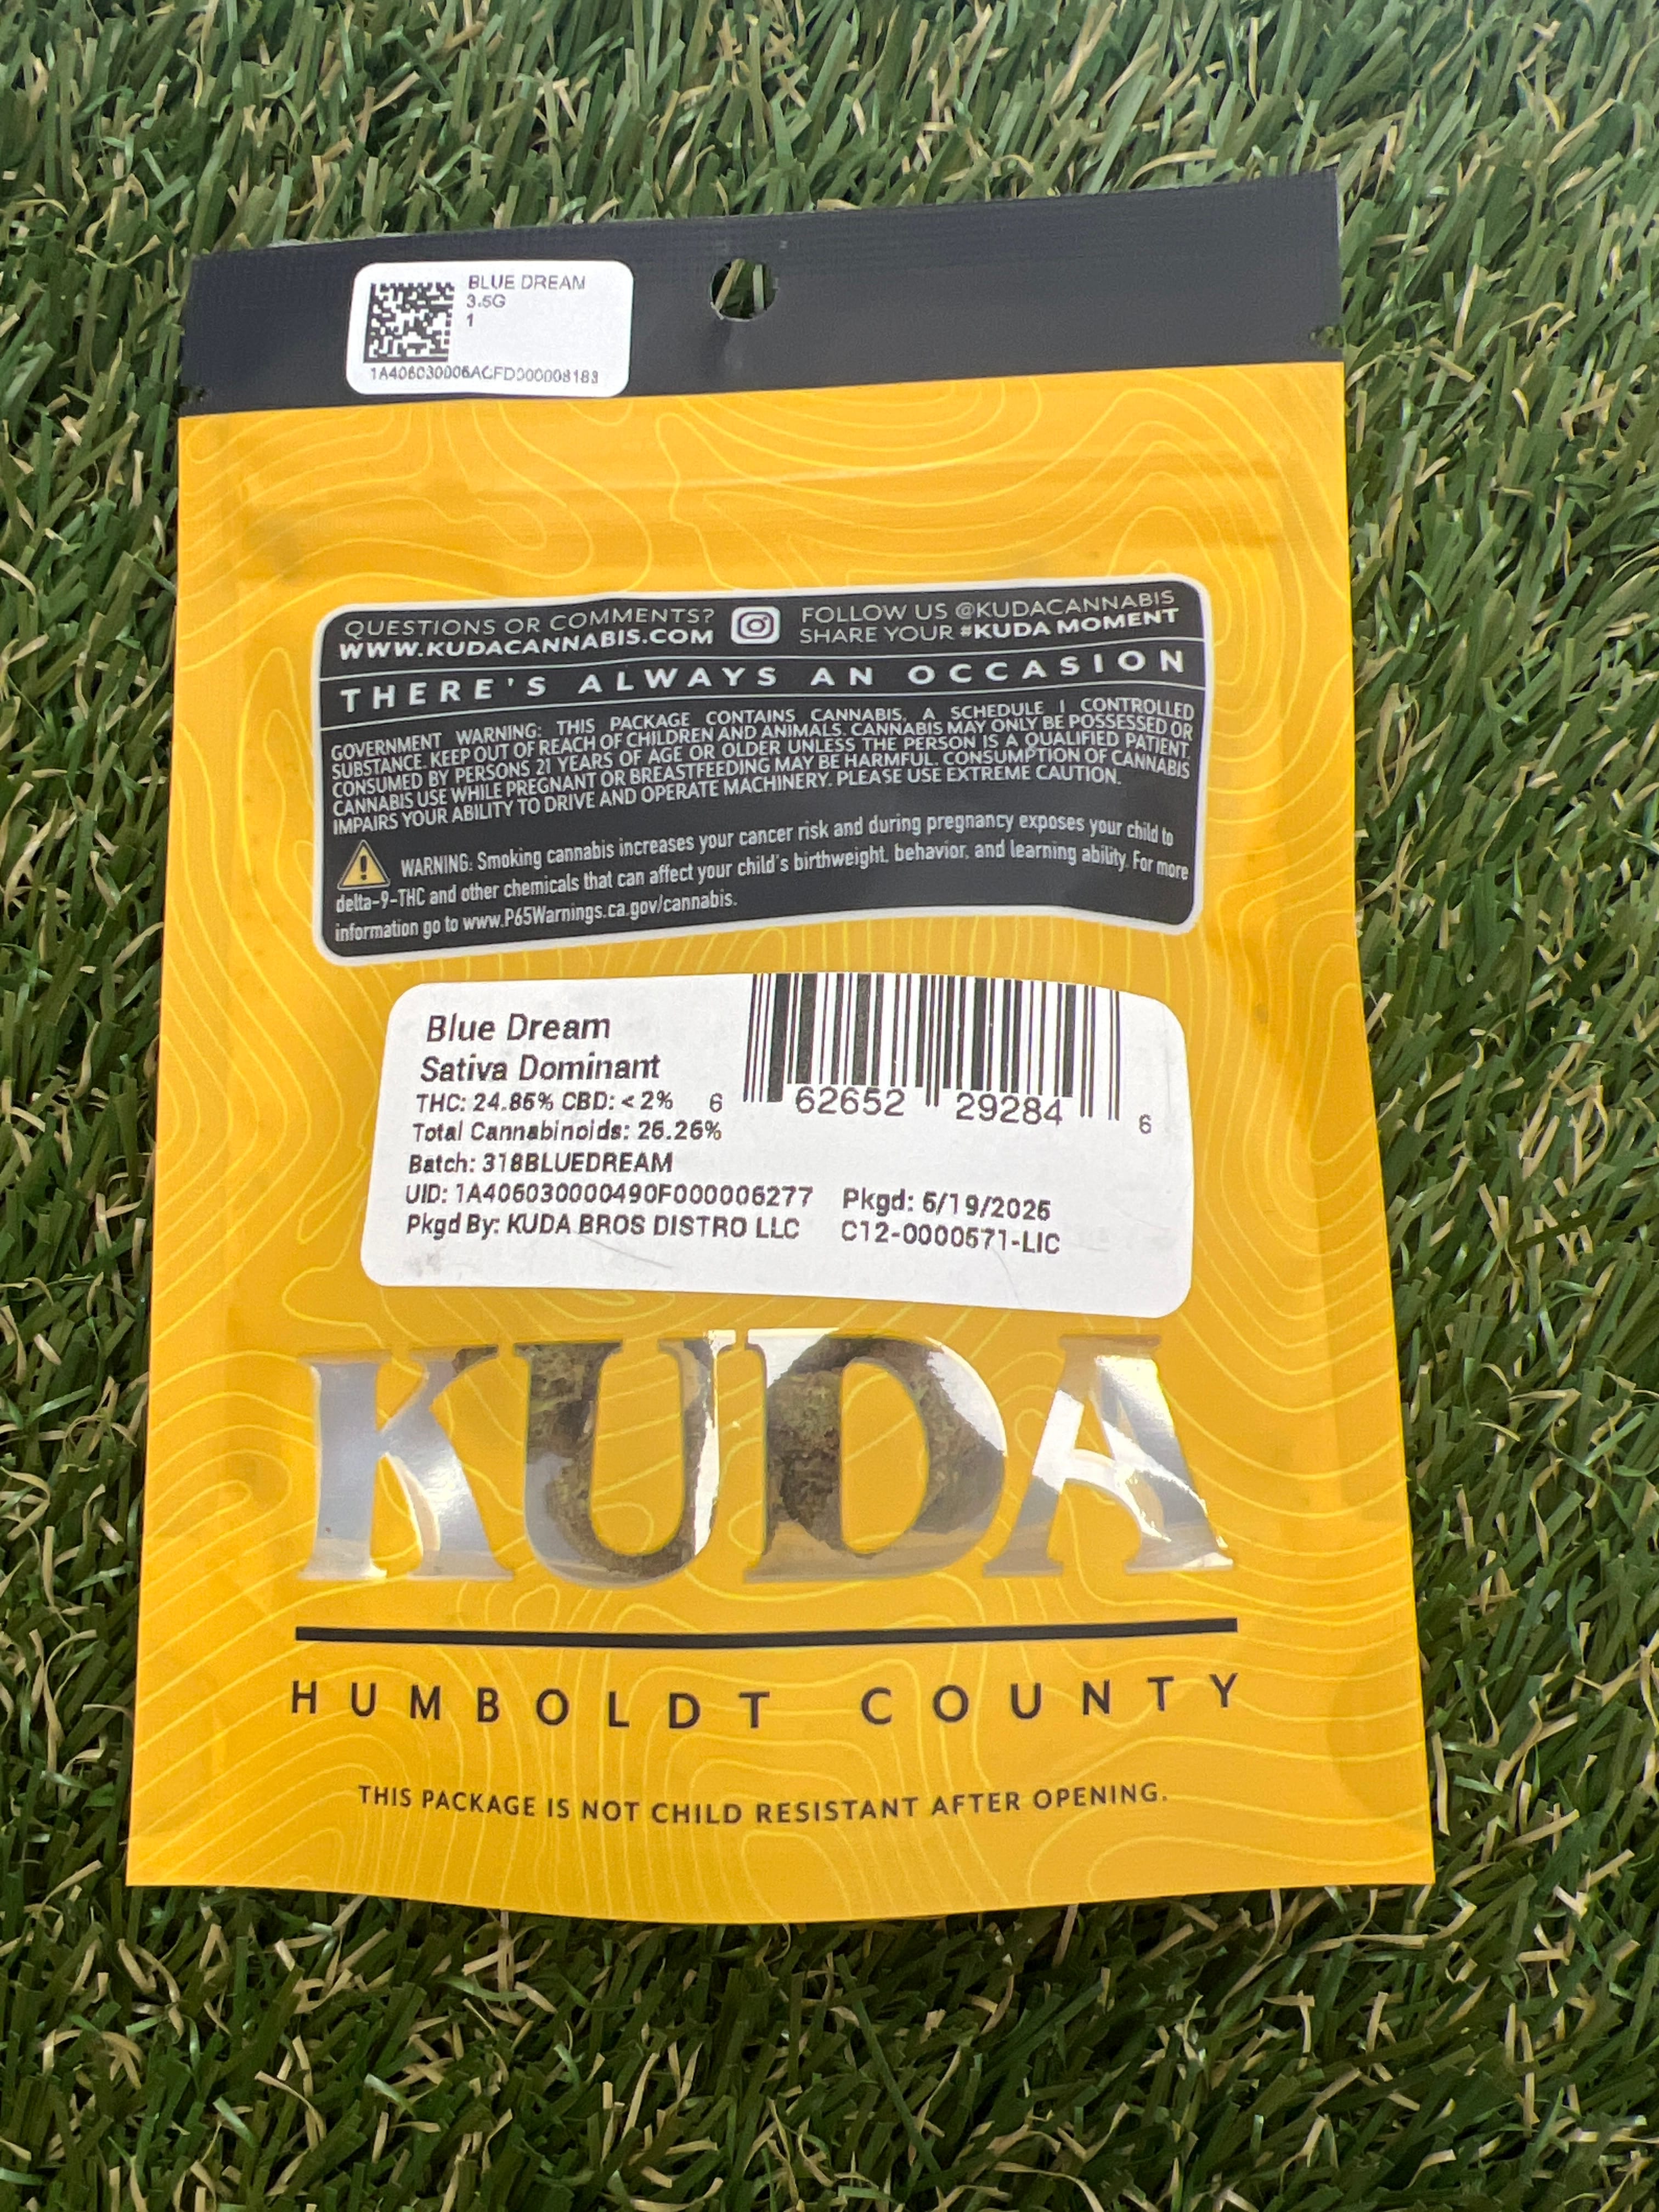 BLUE DREAM
3.5G
1
1A406030006ACFD000008183
QUESTIONS OR COMMENTS?
WWW.KUDACANNABIS.COM
FOLLOW US @KUDACANNABIS
SHARE YOUR #KUDA MOMENT
THERE'S ALWAYS AN OCCASION
GOVERNMENT WARNING: THIS PACKAGE CONTAINS CANNABIS, A SCHEDULE I CONTROLLED
SUBSTANCE. KEEP OUT OF REACH OF CHILDREN AND ANIMALS. CANNABIS MAY ONLY BE POSSESSED OR
CONSUMED BY PERSONS 21 YEARS OF AGE OR OLDER UNLESS THE PERSON IS A QUALIFIED PATIENT.
CANNABIS USE WHILE PREGNANT OR BREASTFEEDING MAY BE HARMFUL. CONSUMPTION OF CANNABIS
IMPAIRS YOUR ABILITY TO DRIVE AND OPERATE MACHINERY. PLEASE USE EXTREME CAUTION.
WARNING: Smoking cannabis increases your cancer risk and during pregnancy exposes your child to
delta-9-THC and other chemicals that can affect your child's birthweight, behavior, and learning ability. For more
information go to www.P65Warnings.ca.gov/cannabis.
Blue Dream
Sativa Dominant
THC: 24.86% CBD: < 2%
Total Cannabinoids: 26.26%
Batch: 318BLUEDREAM
UID: 1A406030000490F000006277
Pkgd By: KUDA BROS DISTRO LLC
6 62652 29284 6
Pkgd: 6/19/2025
C12-0000571-LIC
KUDA
HUMBOLDT COUNTY
THIS PACKAGE IS NOT CHILD RESISTANT AFTER OPENING.